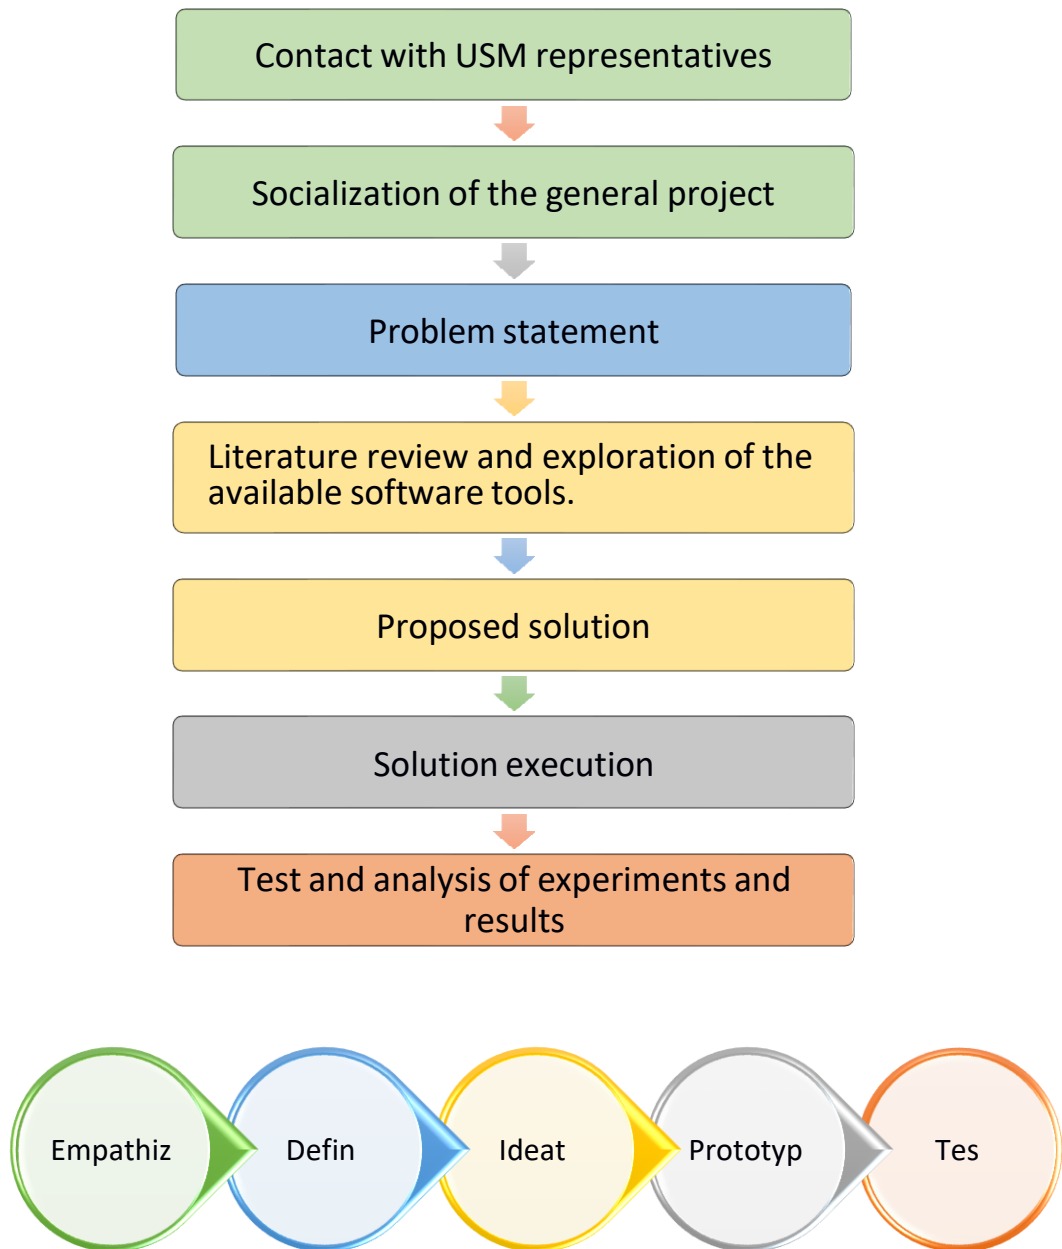 Contact with USM representatives
Socialization of the general project
Problem statement
Literature review and exploration of the
available software tools.
Proposed solution
Solution execution
Test and analysis of experiments and
results
Empathiz
Defin
Ideat
Prototyp
Tes